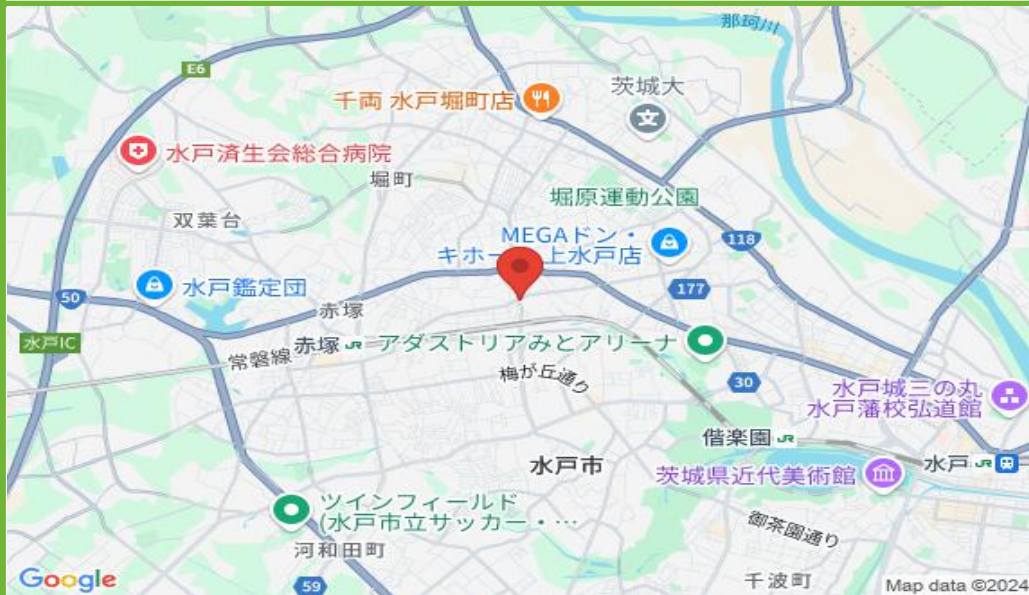 那珂川
E6
千両 水戸堀町店
茨城大
水戸済生会総合病院
堀町
堀原運動公園
双葉台
MEGAドン・
キホー 上水戸店
118
水戸鑑定団
177
50
赤塚
水戸IC
赤塚 JR
アダストリアみとアリーナ
常磐線
梅が丘通り
30
水戸城三の丸
水戸藩校弘道館
偕楽園 JR
水戸市
水戸 JR
茨城県近代美術館
ツインフィールド
(水戸市立サッカー・…
御茶園通り
河和田町
Google
59
千波町
Map data ©2024